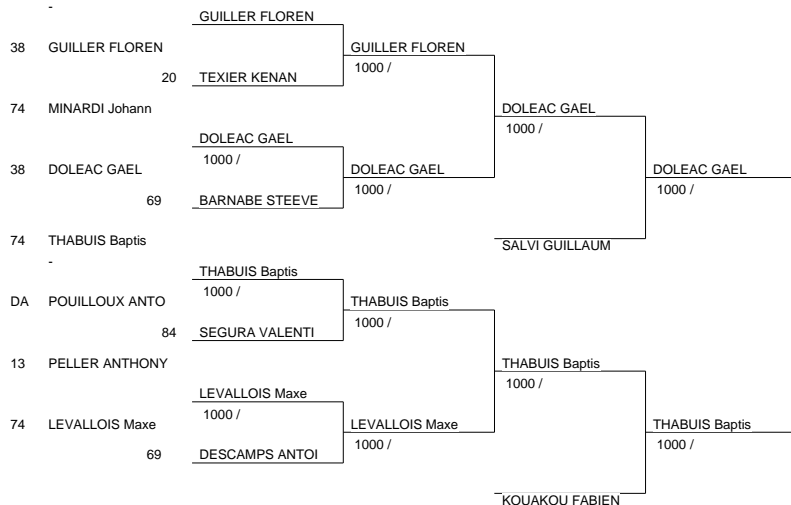 -
GUILLER FLOREN
38 GUILLER FLOREN GUILLER FLOREN
1000 /
20 TEXIER KENAN
74 MINARDI Johann DOLEAC GAEL
1000 /
DOLEAC GAEL
1000 /
38 DOLEAC GAEL DOLEAC GAEL DOLEAC GAEL
1000 / 1000 /
69 BARNABE STEEVE
74 THABUIS Baptis SALVI GUILLAUM
-
THABUIS Baptis
1000 /
DA POUILLOUX ANTO THABUIS Baptis
1000 /
84 SEGURA VALENTI
13 PELLER ANTHONY THABUIS Baptis
1000 /
LEVALLOIS Maxe
1000 /
74 LEVALLOIS Maxe LEVALLOIS Maxe THABUIS Baptis
1000 / 1000 /
69 DESCAMPS ANTOI
KOUAKOU FABIEN